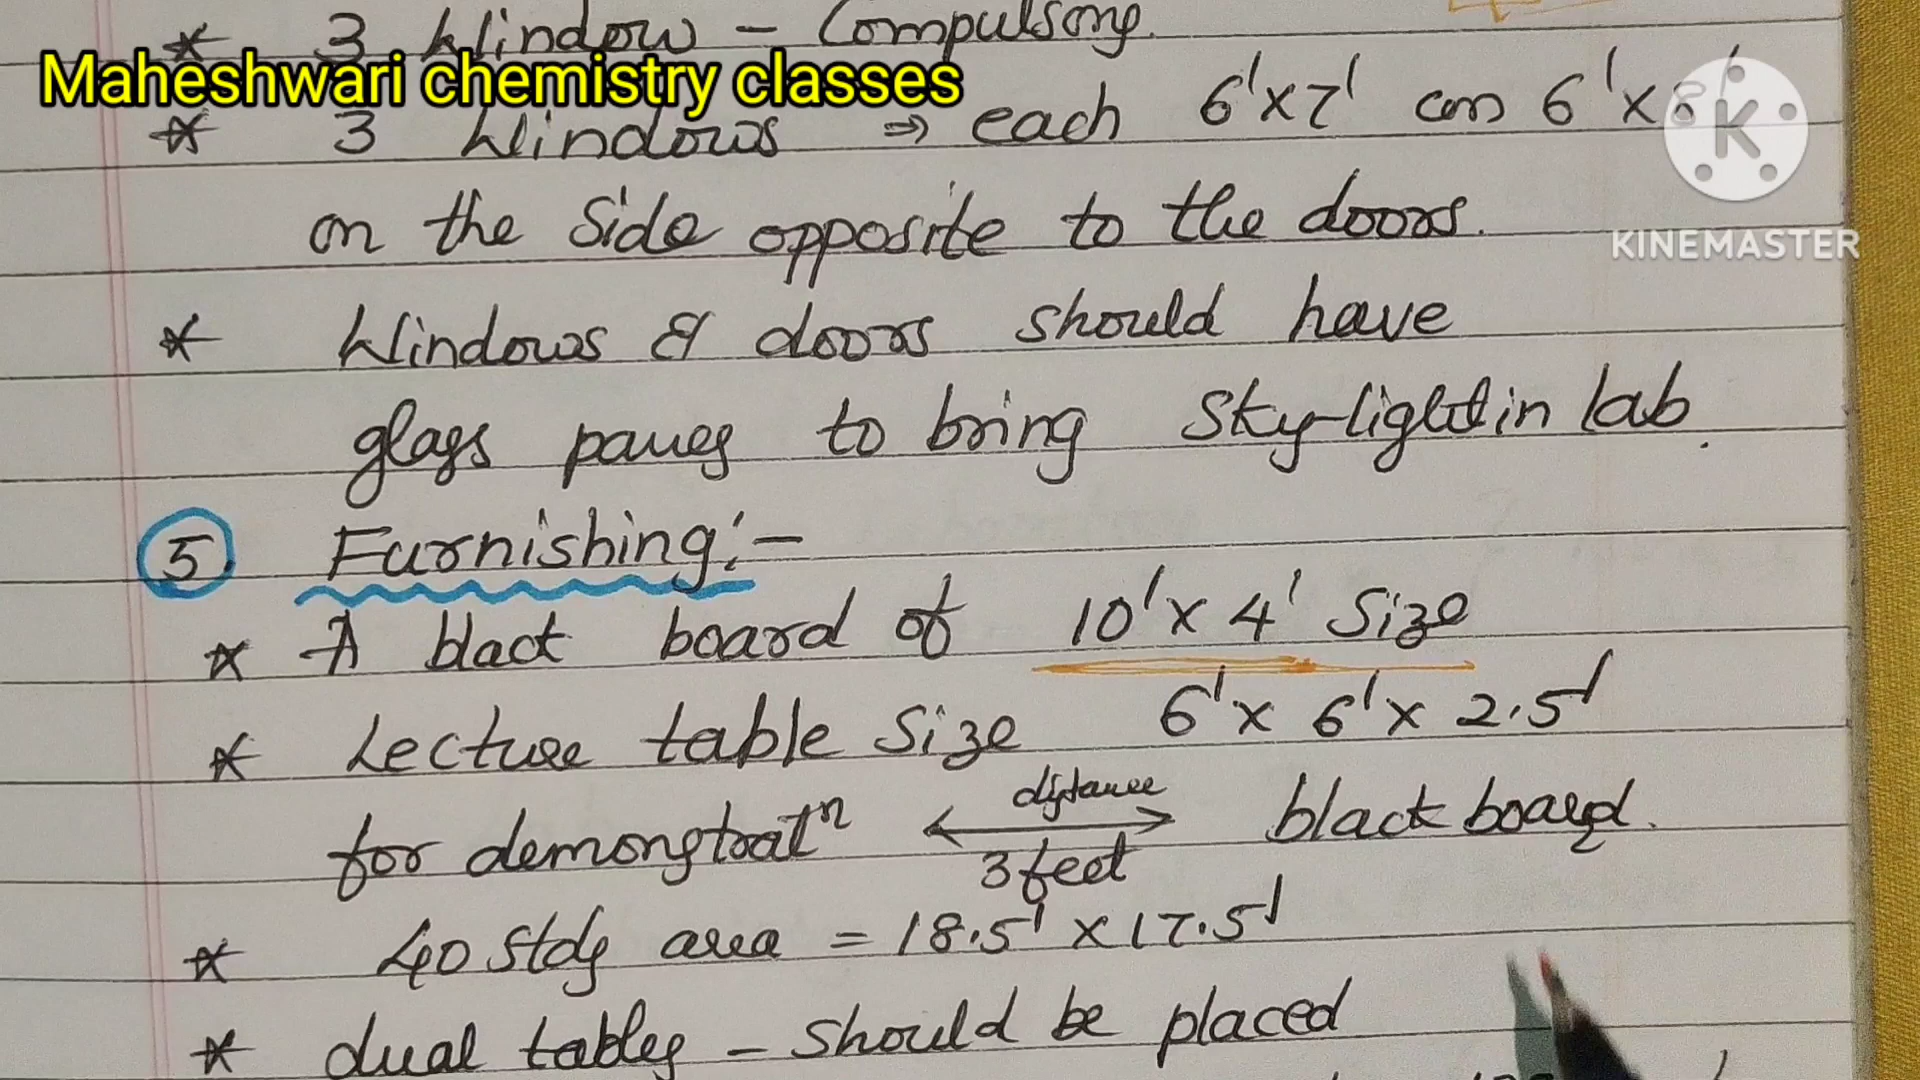 * 3 Window - Compulsory.
Maheshwari chemistry classes
* 3 Windows ⇒ each 6'x7' (or) 6'x8'
KINEMASTER
on the side opposite to the doors.
* Windows & doors should have
glass panes to bring Sky-light in lab.
5 Furnishing:-
* A black board of 10'x 4' Size
* Lecture table Size 6'x 6'x 2.5'
for demonstratn ⟷ distance 3 feet black board.
* 40 stds area = 18.5' x 17.5'
* dual tables - should be placed